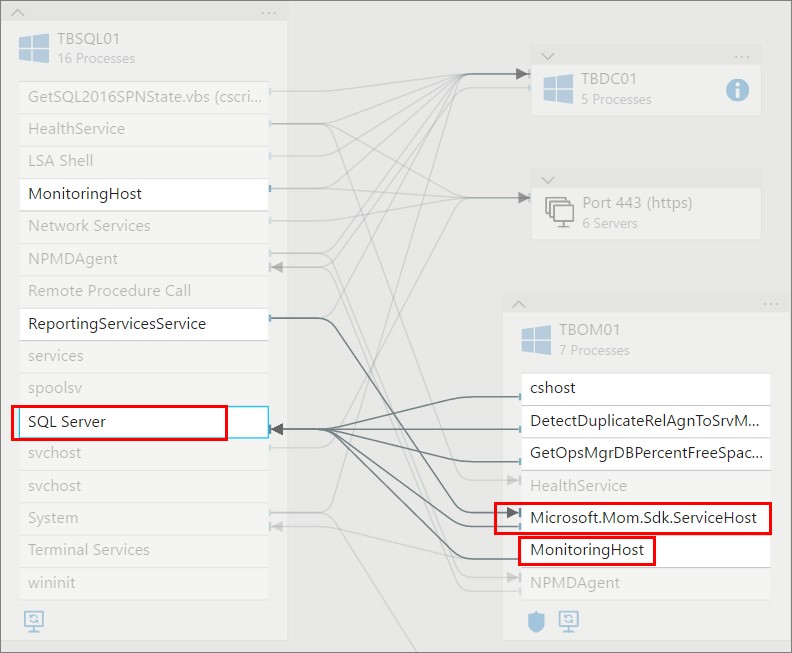 TBSQL01
16 Processes
GetSQL2016SPNState.vbs (cscri...
HealthService
LSA Shell
MonitoringHost
Network Services
NPMDAgent
Remote Procedure Call
ReportingServicesService
services
spoolsv
SQL Server
svchost
svchost
System
Terminal Services
wininit
TBDC01
5 Processes
Port 443 (https)
6 Servers
TBOM01
7 Processes
cshost
DetectDuplicateRelAgnToSrvM...
GetOpsMgrDBPercentFreeSpac...
HealthService
Microsoft.Mom.Sdk.ServiceHost
MonitoringHost
NPMDAgent